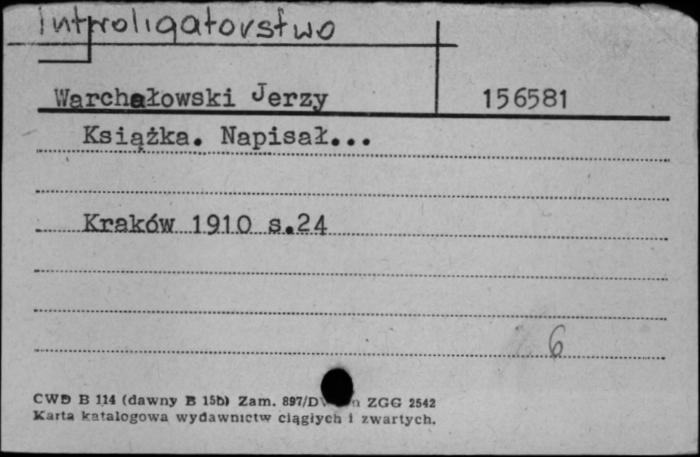 Introligatorstwo
Warchałowski Jerzy 156581
Książka. Napisał...
Kraków 1910 s.24
6
CWD B 114 (dawny B 15b) Zam. 897/D ZGG 2542
Karta katalogowa wydawnictw ciągłych i zwartych.